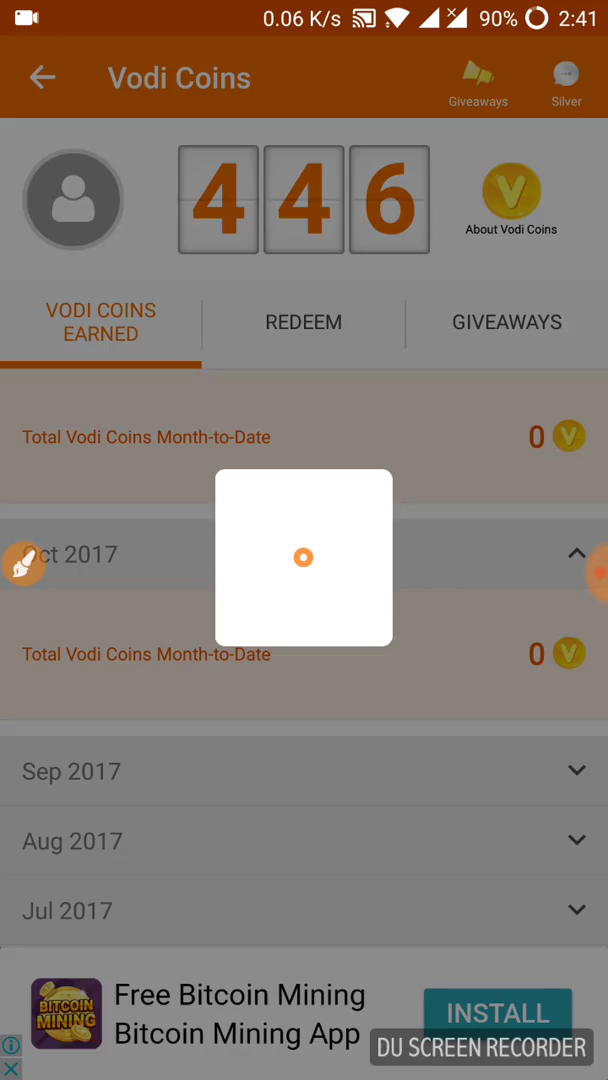 0.06 K/s 90% 2:41
Vodi Coins
Giveaways
Silver
4 4 6
V
About Vodi Coins
VODI COINS
EARNED
REDEEM
GIVEAWAYS
Total Vodi Coins Month-to-Date 0 V
Oct 2017
Total Vodi Coins Month-to-Date 0 V
Sep 2017
Aug 2017
Jul 2017
BITCOIN
MINING
Free Bitcoin Mining
Bitcoin Mining App
INSTALL
DU SCREEN RECORDER